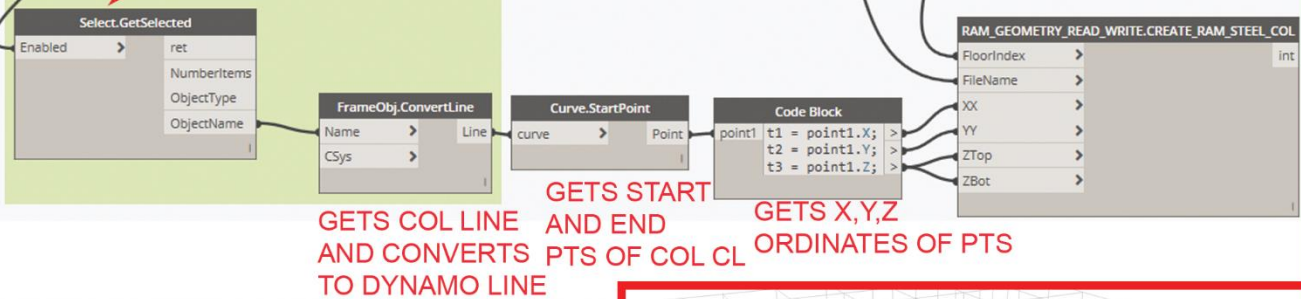 Select.GetSelected
Enabled > ret
NumberItems
ObjectType
ObjectName
FrameObj.ConvertLine
Name > Line
CSys >
GETS COL LINE
AND CONVERTS
TO DYNAMO LINE
Curve.StartPoint
curve > Point
GETS START
AND END
PTS OF COL CL
Code Block
point1 t1 = point1.X; >
t2 = point1.Y; >
t3 = point1.Z; >
GETS X,Y,Z
ORDINATES OF PTS
RAM_GEOMETRY_READ_WRITE.CREATE_RAM_STEEL_COL
FloorIndex > int
FileName >
XX >
YY >
ZTop >
ZBot >